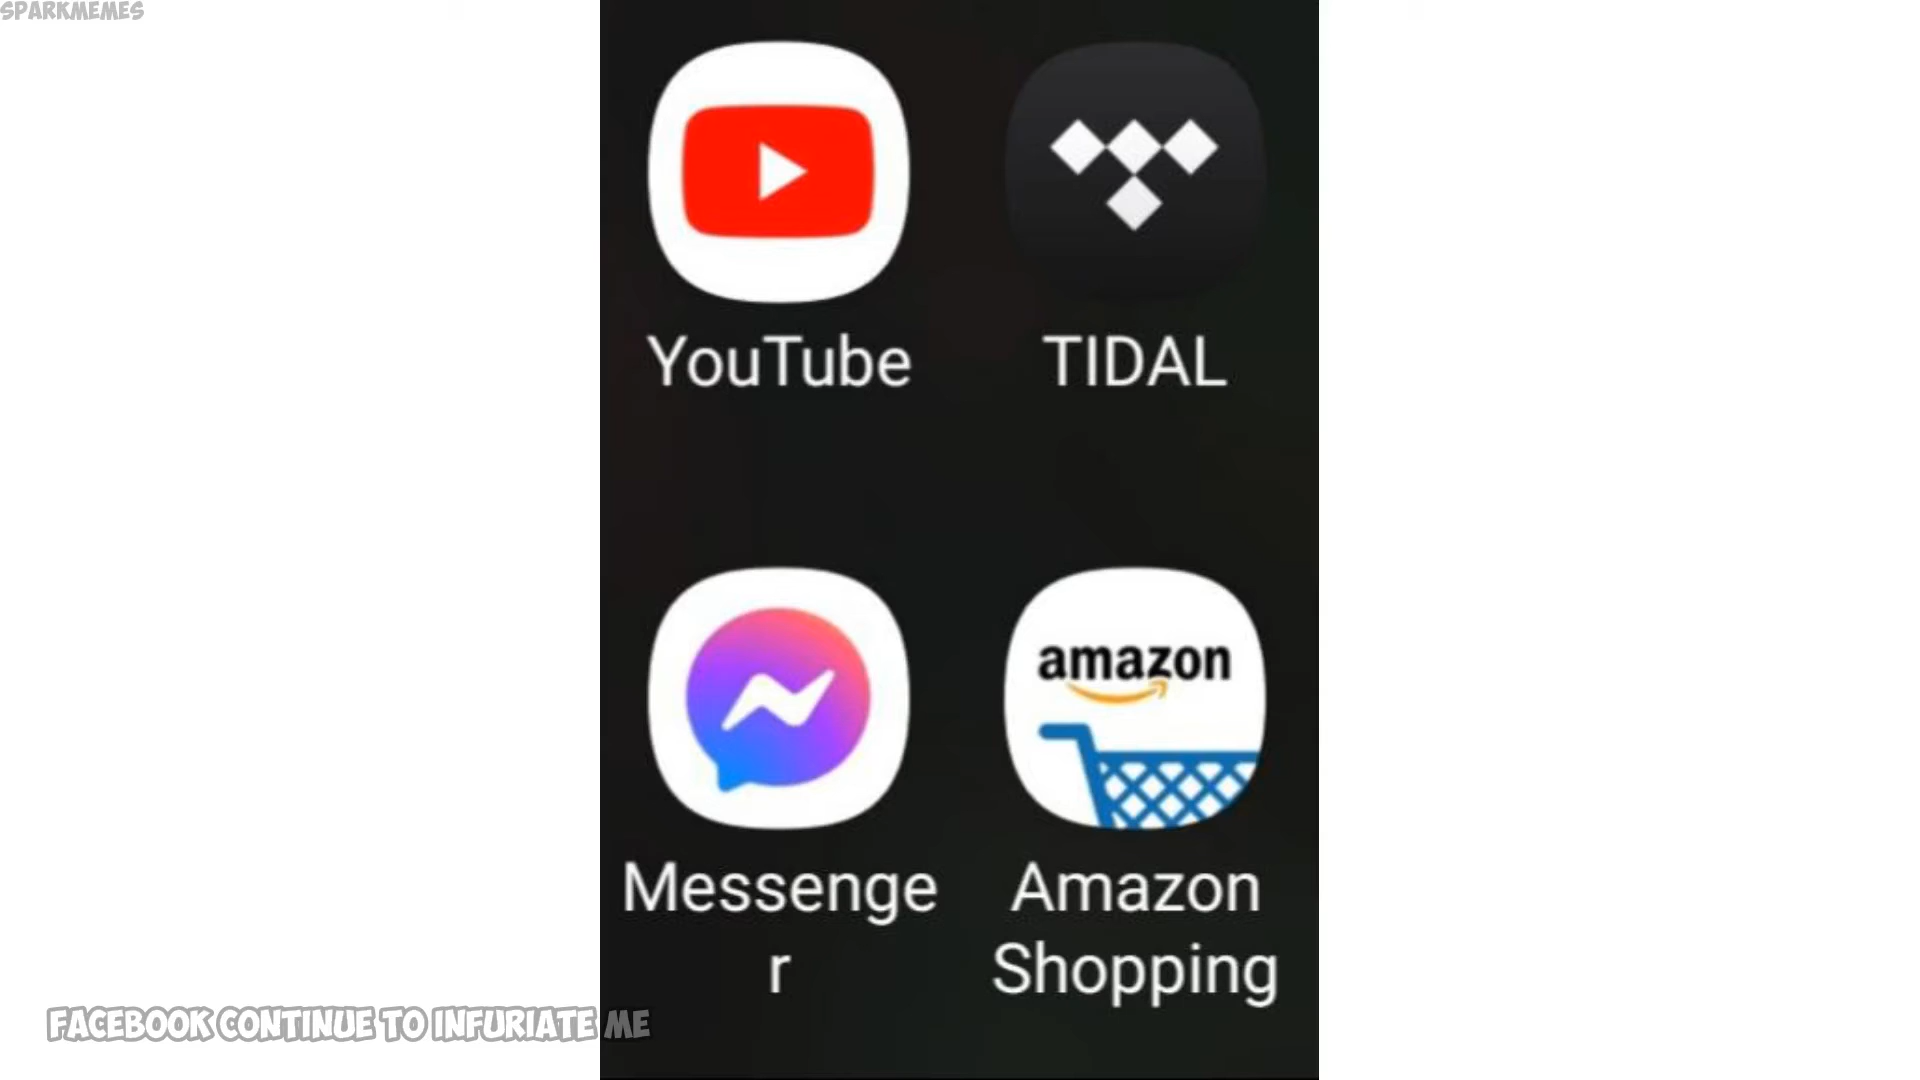 SPARKMEMES
YouTube
TIDAL
amazon
Messenge
r
Amazon
Shopping
FACEBOOK CONTINUE TO INFURIATE ME